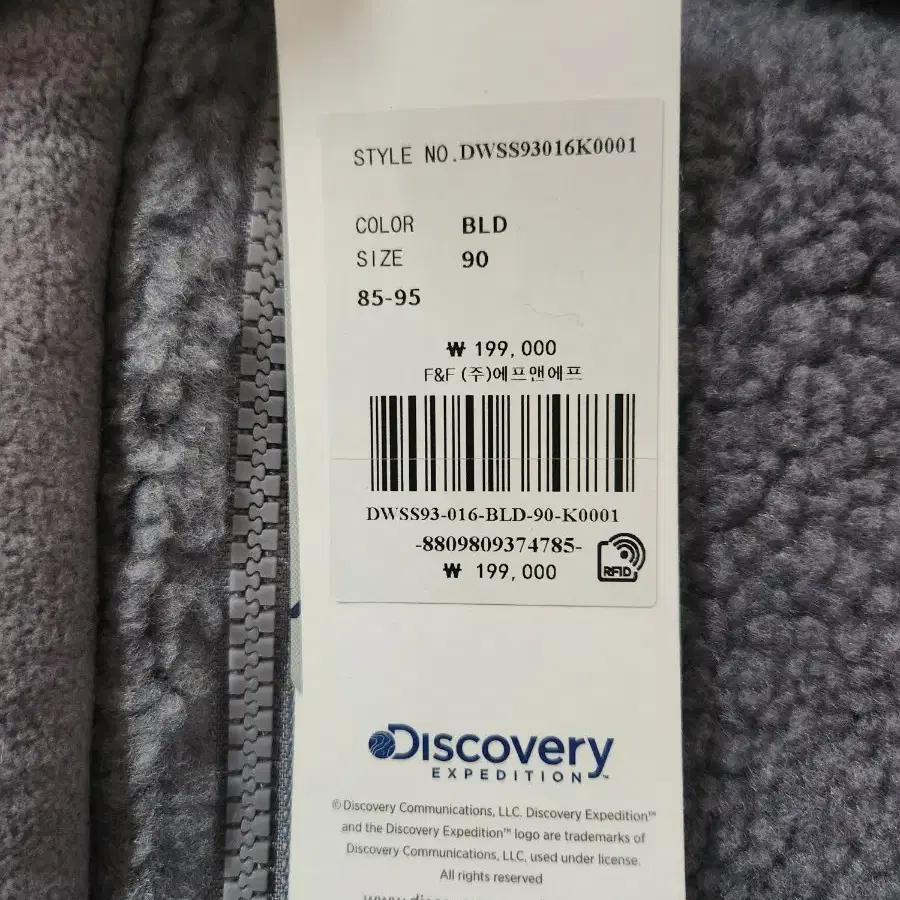 STYLE NO.DWSS93016K0001
COLOR BLD
SIZE 90
85-95
₩ 199,000
F&F (주)에프앤에프
DWSS93-016-BLD-90-K0001
-8809809374785-
₩ 199,000
RFID
DISCOVERY
EXPEDITION™
© Discovery Communications, LLC. Discovery Expedition™
and the Discovery Expedition™ logo are trademarks of
Discovery Communications, LLC, used under license.
All rights reserved